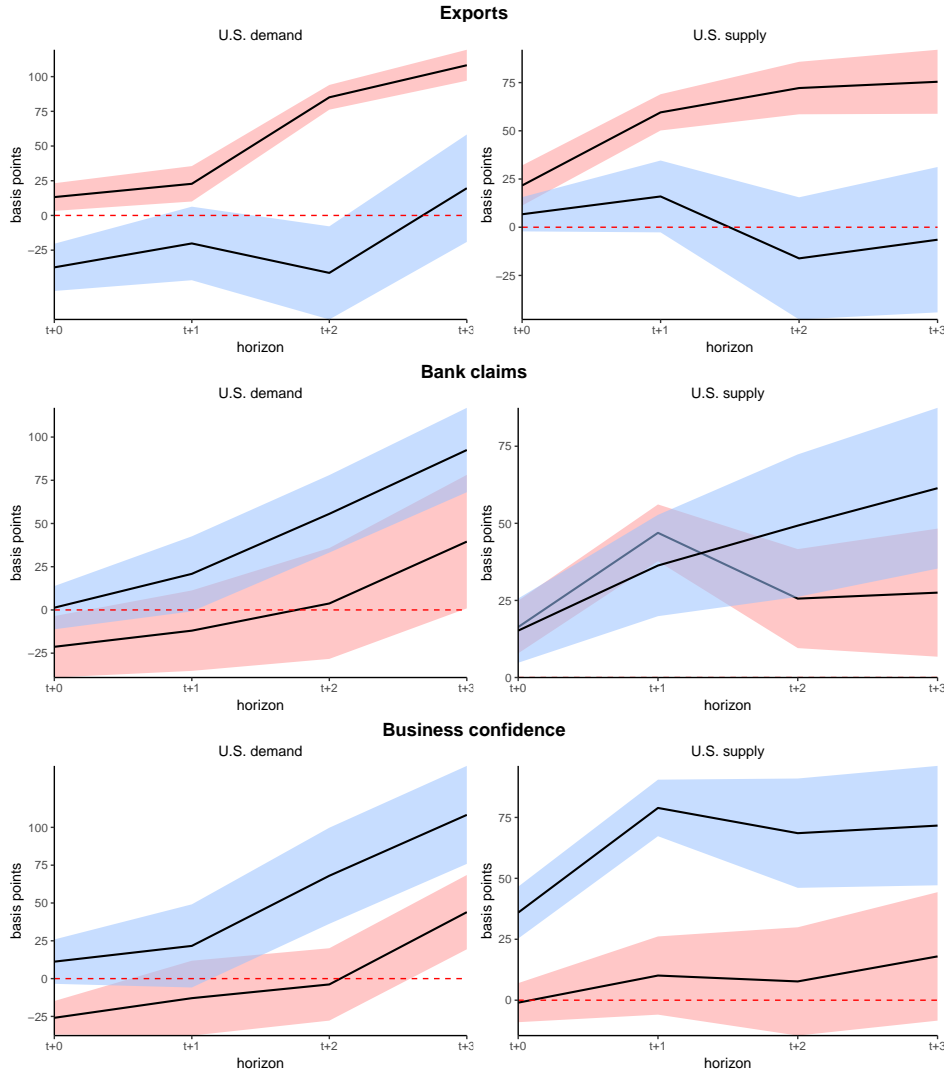 Exports
U.S. demand
U.S. supply
basis points
100
75
50
25
0
−25
t+0
t+1
t+2
t+3
horizon
basis points
75
50
25
0
−25
t+0
t+1
t+2
t+3
horizon
Bank claims
U.S. demand
U.S. supply
basis points
100
75
50
25
0
−25
t+0
t+1
t+2
t+3
horizon
basis points
75
50
25
0
t+0
t+1
t+2
t+3
horizon
Business confidence
U.S. demand
U.S. supply
basis points
100
75
50
25
0
−25
t+0
t+1
t+2
t+3
horizon
basis points
75
50
25
0
t+0
t+1
t+2
t+3
horizon